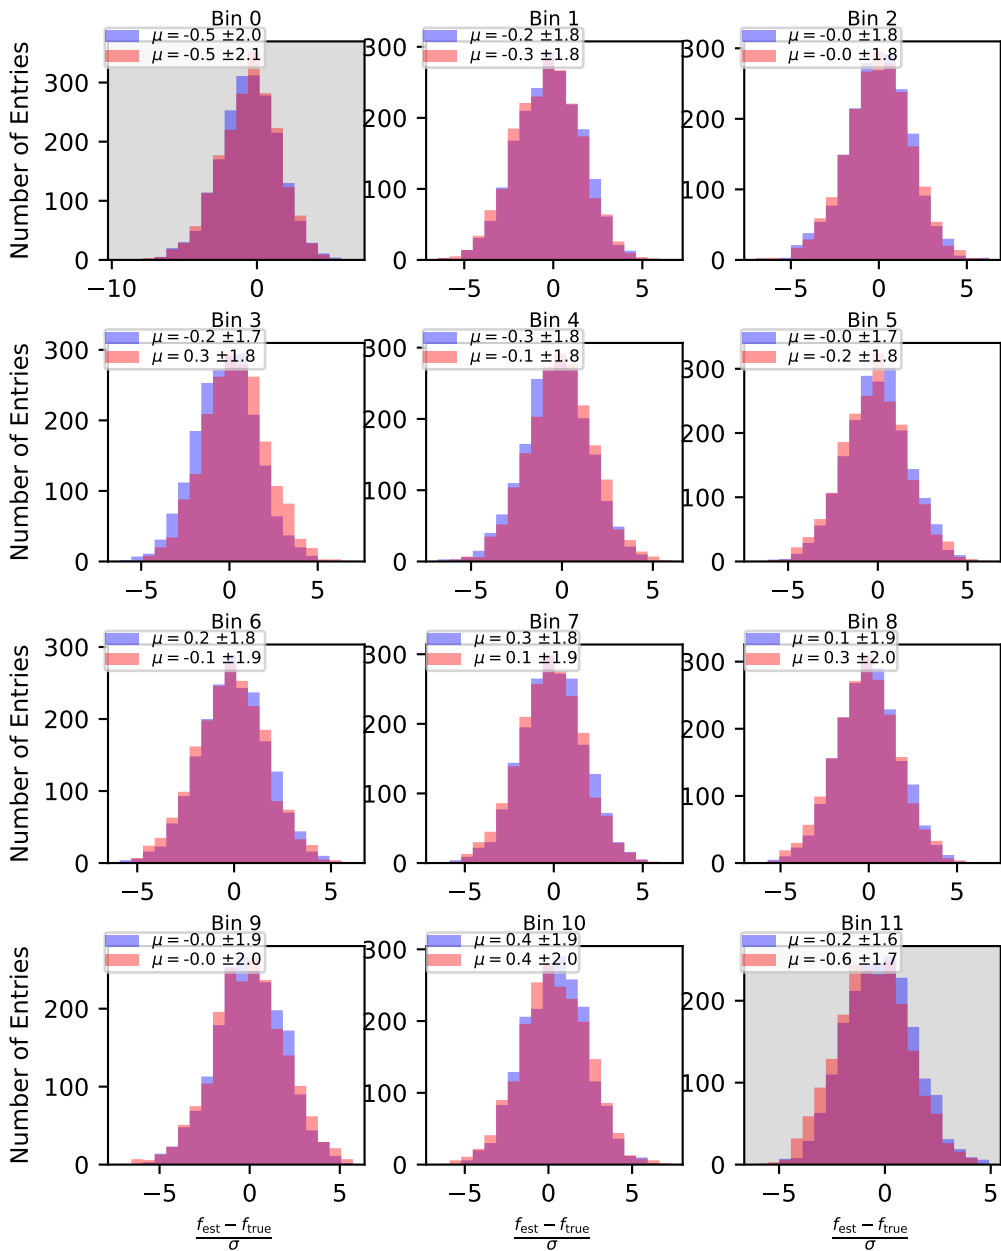 Bin 0
μ = -0.5 ±2.0
μ = -0.5 ±2.1
Number of Entries
300
200
100
0
−10
0
Bin 1
μ = -0.2 ±1.8
μ = -0.3 ±1.8
300
200
100
0
−5
0
5
Bin 2
μ = -0.0 ±1.8
μ = -0.0 ±1.8
300
200
100
0
−5
0
5
Bin 3
μ = -0.2 ±1.7
μ = 0.3 ±1.8
Number of Entries
300
200
100
0
−5
0
5
Bin 4
μ = -0.3 ±1.8
μ = -0.1 ±1.8
300
200
100
0
−5
0
5
Bin 5
μ = -0.0 ±1.7
μ = -0.2 ±1.8
300
200
100
0
−5
0
5
Bin 6
μ = 0.2 ±1.8
μ = -0.1 ±1.9
Number of Entries
300
200
100
0
−5
0
5
Bin 7
μ = 0.3 ±1.8
μ = 0.1 ±1.9
300
200
100
0
−5
0
5
Bin 8
μ = 0.1 ±1.9
μ = 0.3 ±2.0
300
200
100
0
−5
0
5
Bin 9
μ = -0.0 ±1.9
μ = -0.0 ±2.0
Number of Entries
200
100
0
−5
0
5
f_est − f_true
σ
Bin 10
μ = 0.4 ±1.9
μ = 0.4 ±2.0
300
200
100
0
−5
0
5
f_est − f_true
σ
Bin 11
μ = -0.2 ±1.6
μ = -0.6 ±1.7
200
100
0
−5
0
5
f_est − f_true
σ